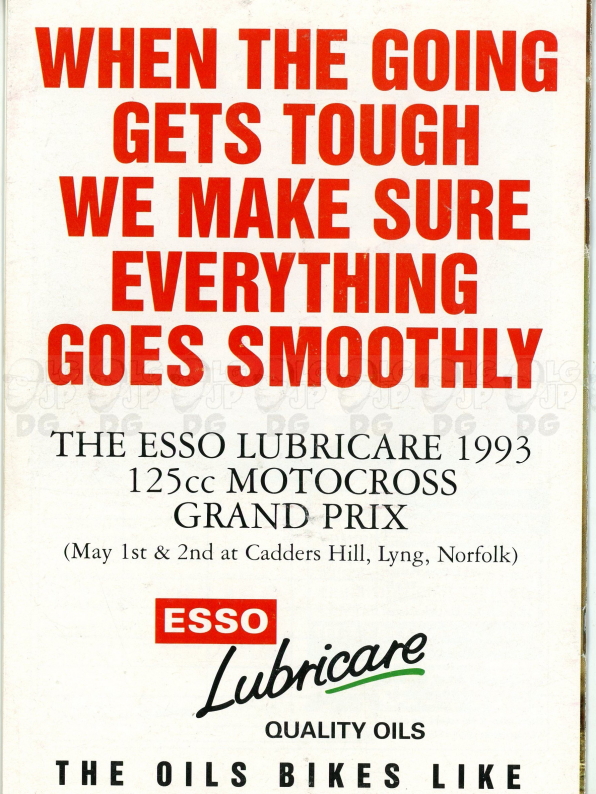 WHEN THE GOING
GETS TOUGH
WE MAKE SURE
EVERYTHING
GOES SMOOTHLY
THE ESSO LUBRICARE 1993
125cc MOTOCROSS
GRAND PRIX
(May 1st & 2nd at Cadders Hill, Lyng, Norfolk)
ESSO
Lubricare
QUALITY OILS
THE OILS BIKES LIKE